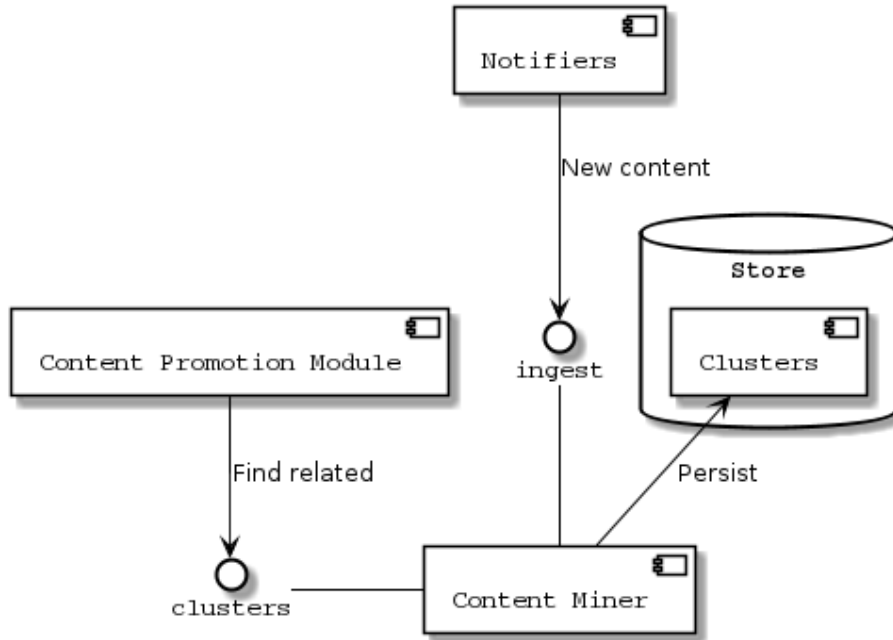 Notifiers
New content
Store
Content Promotion Module
ingest
Clusters
Find related
Persist
clusters
Content Miner